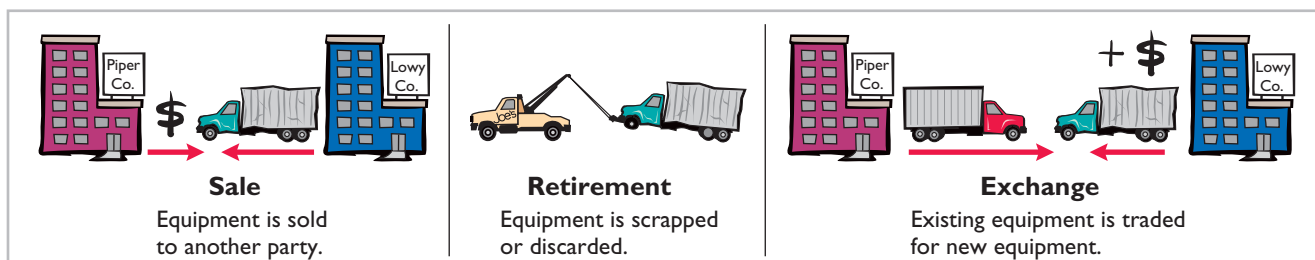 Piper
Co.
$
Lowy
Co.
Sale
Equipment is sold
to another party.
Joe's
Retirement
Equipment is scrapped
or discarded.
Piper
Co.
+ $
Lowy
Co.
Exchange
Existing equipment is traded
for new equipment.